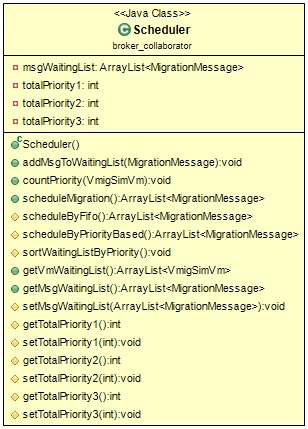 <<Java Class>>
Scheduler
broker_collaborator
msgWaitingList: ArrayList<MigrationMessage>
totalPriority1: int
totalPriority2: int
totalPriority3: int
Scheduler()
addMsgToWaitingList(MigrationMessage):void
countPriority(VmigSimVm):void
scheduleMigration():ArrayList<MigrationMessage>
scheduleByFifo():ArrayList<MigrationMessage>
scheduleByPriorityBased():ArrayList<MigrationMessage>
sortWaitingListByPriority():void
getVmWaitingList():ArrayList<VmigSimVm>
getMsgWaitingList():ArrayList<MigrationMessage>
setMsgWaitingList(ArrayList<MigrationMessage>):void
getTotalPriority1():int
setTotalPriority1(int):void
getTotalPriority2():int
setTotalPriority2(int):void
getTotalPriority3():int
setTotalPriority3(int):void